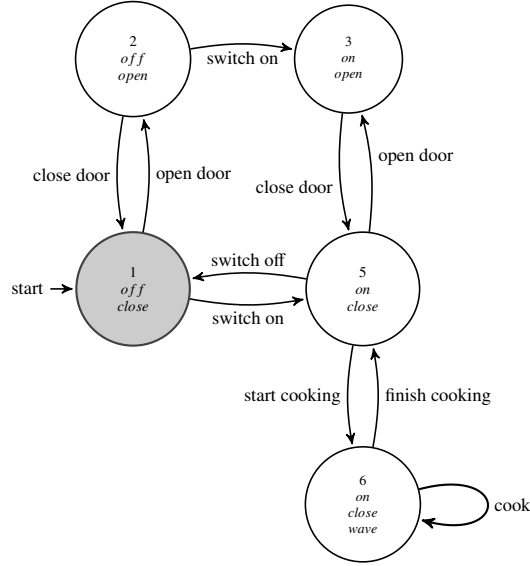 2
off
open
switch on
3
on
open
close door
open door
close door
open door
start
1
off
close
switch off
switch on
5
on
close
start cooking
finish cooking
6
on
close
wave
cook